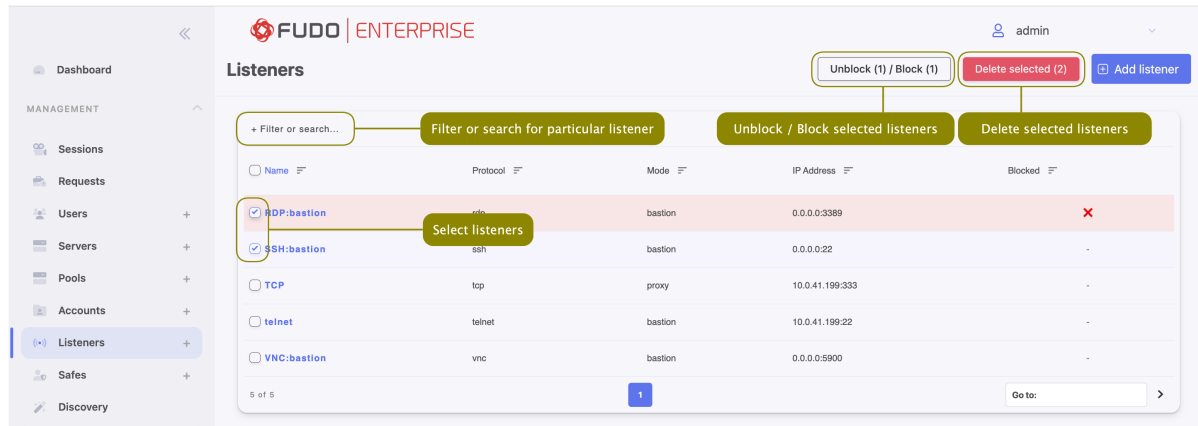 FUDO ENTERPRISE
admin
Dashboard
Listeners
Unblock (1) / Block (1)
Delete selected (2)
Add listener
MANAGEMENT
+ Filter or search...
Filter or search for particular listener
Unblock / Block selected listeners
Delete selected listeners
Sessions
Requests
Users +
Servers +
Pools +
Accounts +
Listeners +
Safes +
Discovery
Name Protocol Mode IP Address Blocked
RDP:bastion rdp bastion 0.0.0.0:3389
Select listeners
SSH:bastion ssh bastion 0.0.0.0:22 -
TCP tcp proxy 10.0.41.199:333 -
telnet telnet bastion 10.0.41.199:22 -
VNC:bastion vnc bastion 0.0.0.0:5900 -
5 of 5 1 Go to: